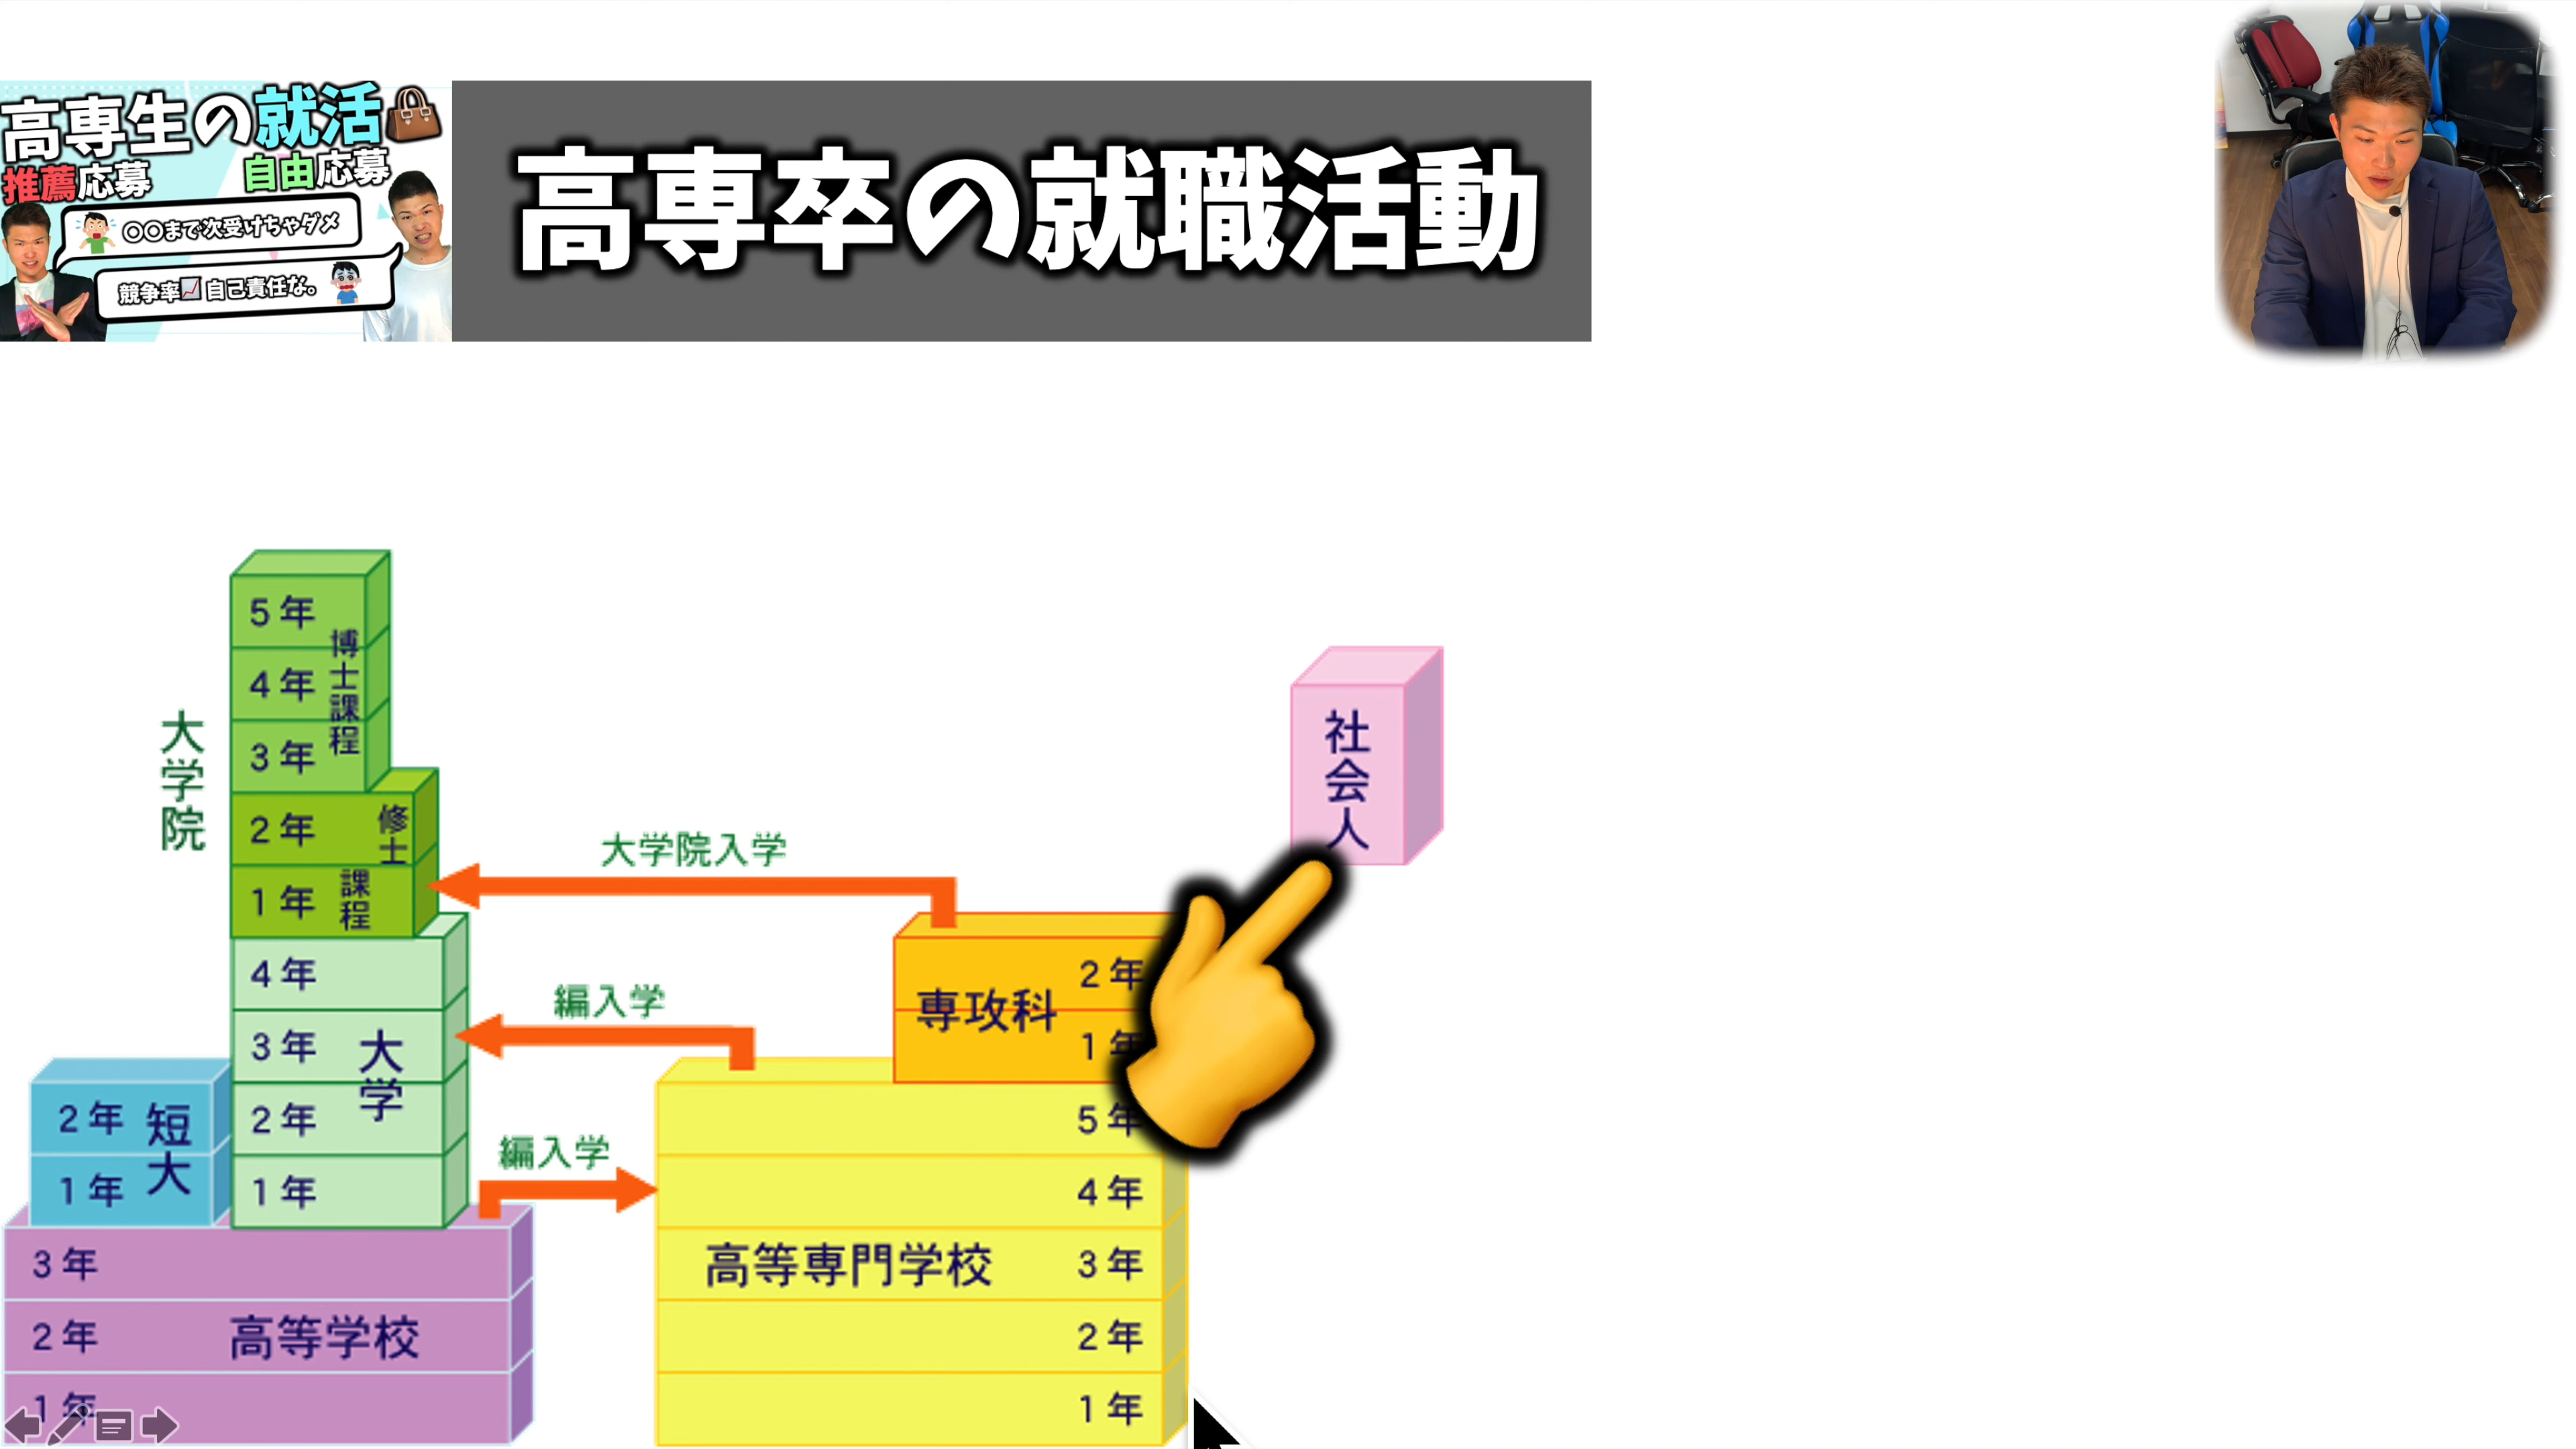 高専生の就活
推薦応募
自由応募
〇〇まで次受けちゃダメ
競争率 自己責任な。
高専卒の就職活動
5年
4年
3年
博士課程
大学院
2年
1年
修士
課程
4年
3年
2年
1年
大学
2年
1年
短大
3年
2年
1年
高等学校
大学院入学
編入学
編入学
専攻科
2年
1年
5年
4年
3年
2年
1年
高等専門学校
社会人